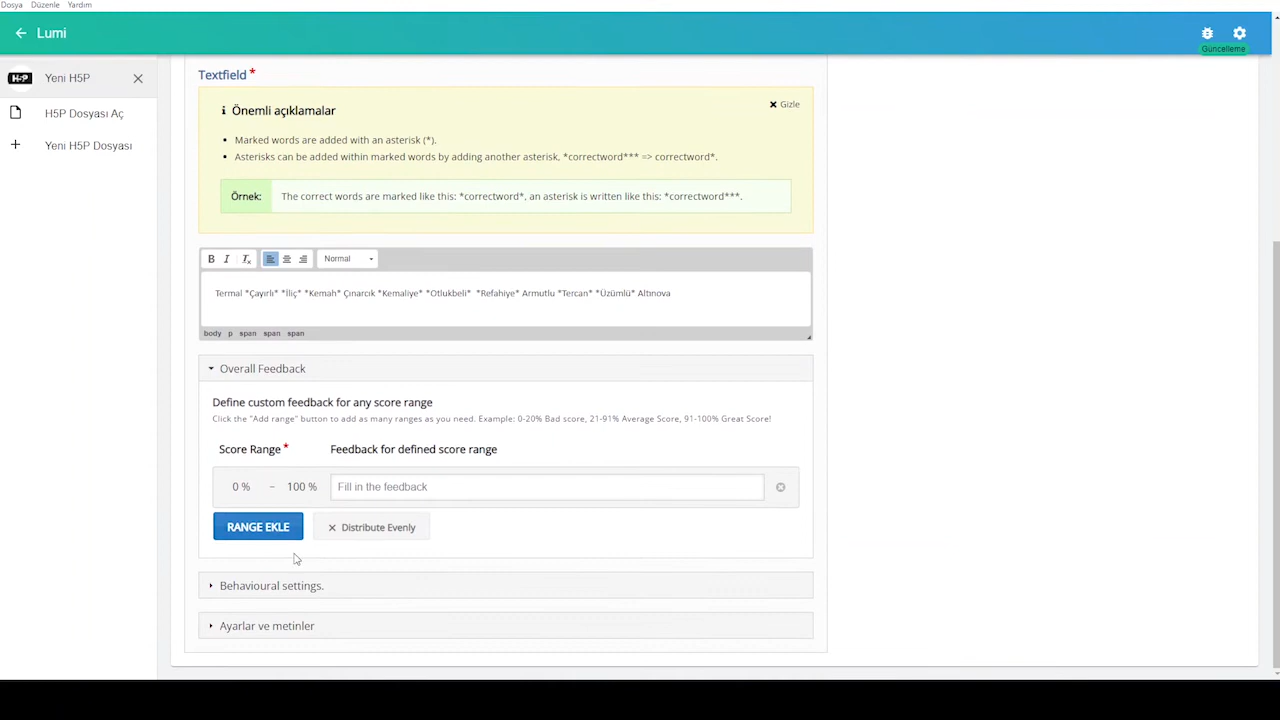 Dosya Düzenle Yardım
Lumi
Güncelleme
Yeni H5P
H5P Dosyası Aç
Yeni H5P Dosyası
Textfield *
Önemli açıklamalar
Gizle
Marked words are added with an asterisk (*).
Asterisks can be added within marked words by adding another asterisk, *correctword*** => correctword*.
Örnek: The correct words are marked like this: *correctword*, an asterisk is written like this: *correctword***.
B I Tx Normal
Termal *Çayırlı* *İliç* *Kemah* Çınarcık *Kemaliye* *Otlukbeli* *Refahiye* Armutlu *Tercan* *Üzümlü* Altınova
body p span span span
Overall Feedback
Define custom feedback for any score range
Click the "Add range" button to add as many ranges as you need. Example: 0-20% Bad score, 21-91% Average Score, 91-100% Great Score!
Score Range * Feedback for defined score range
0 % – 100 % Fill in the feedback
RANGE EKLE Distribute Evenly
Behavioural settings.
Ayarlar ve metinler